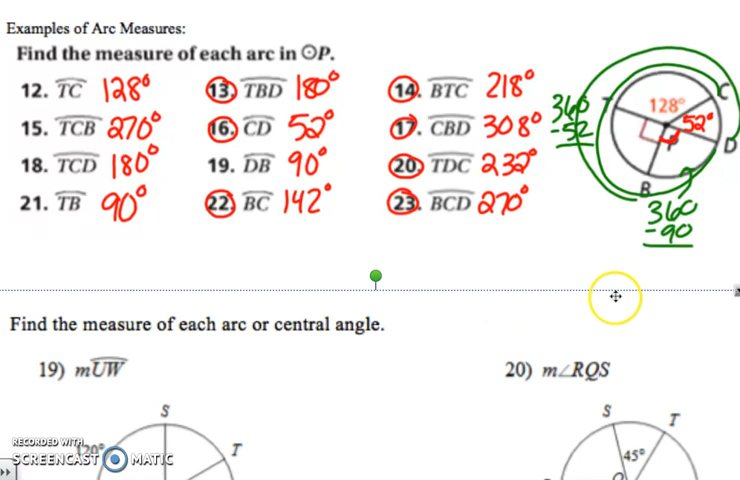 Examples of Arc Measures:
Find the measure of each arc in ⊙P.
12. TC 128° 13. TBD 180° 14. BTC 218°
15. TCB 270° 16. CD 52° 17. CBD 308°
18. TCD 180° 19. DB 90° 20. TDC 232°
21. TB 90° 22. BC 142° 23. BCD 270°
360
-52
T
C
128°
52°
P
D
B
360
-90
Find the measure of each arc or central angle.
19) mUW 20) m∠RQS
S
120°
T
S
T
45°
Q
RECORDED WITH
SCREENCAST MATIC